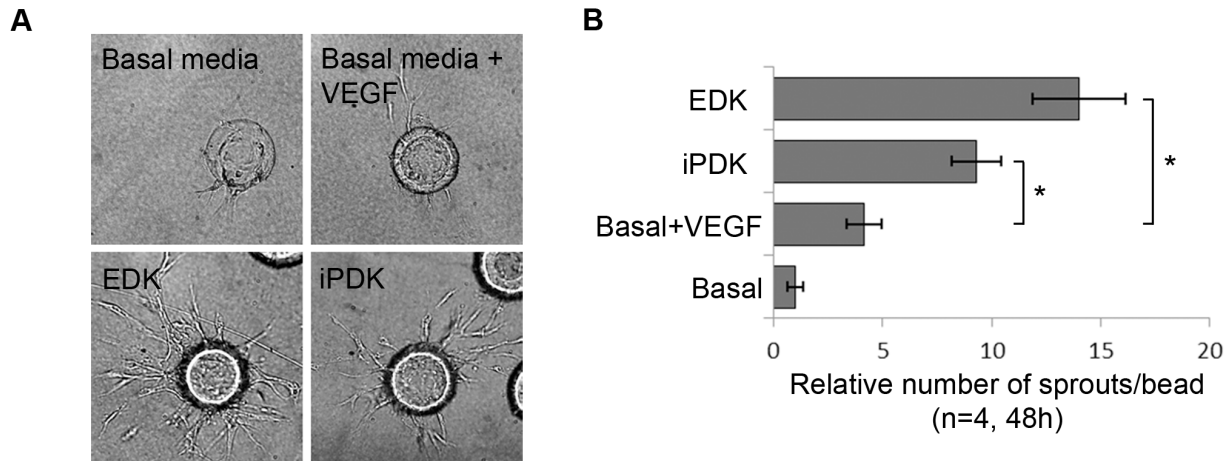 A
Basal media
Basal media +
VEGF
EDK
iPDK
B
EDK
iPDK
Basal+VEGF
Basal
*
*
0 5 10 15 20
Relative number of sprouts/bead
(n=4, 48h)